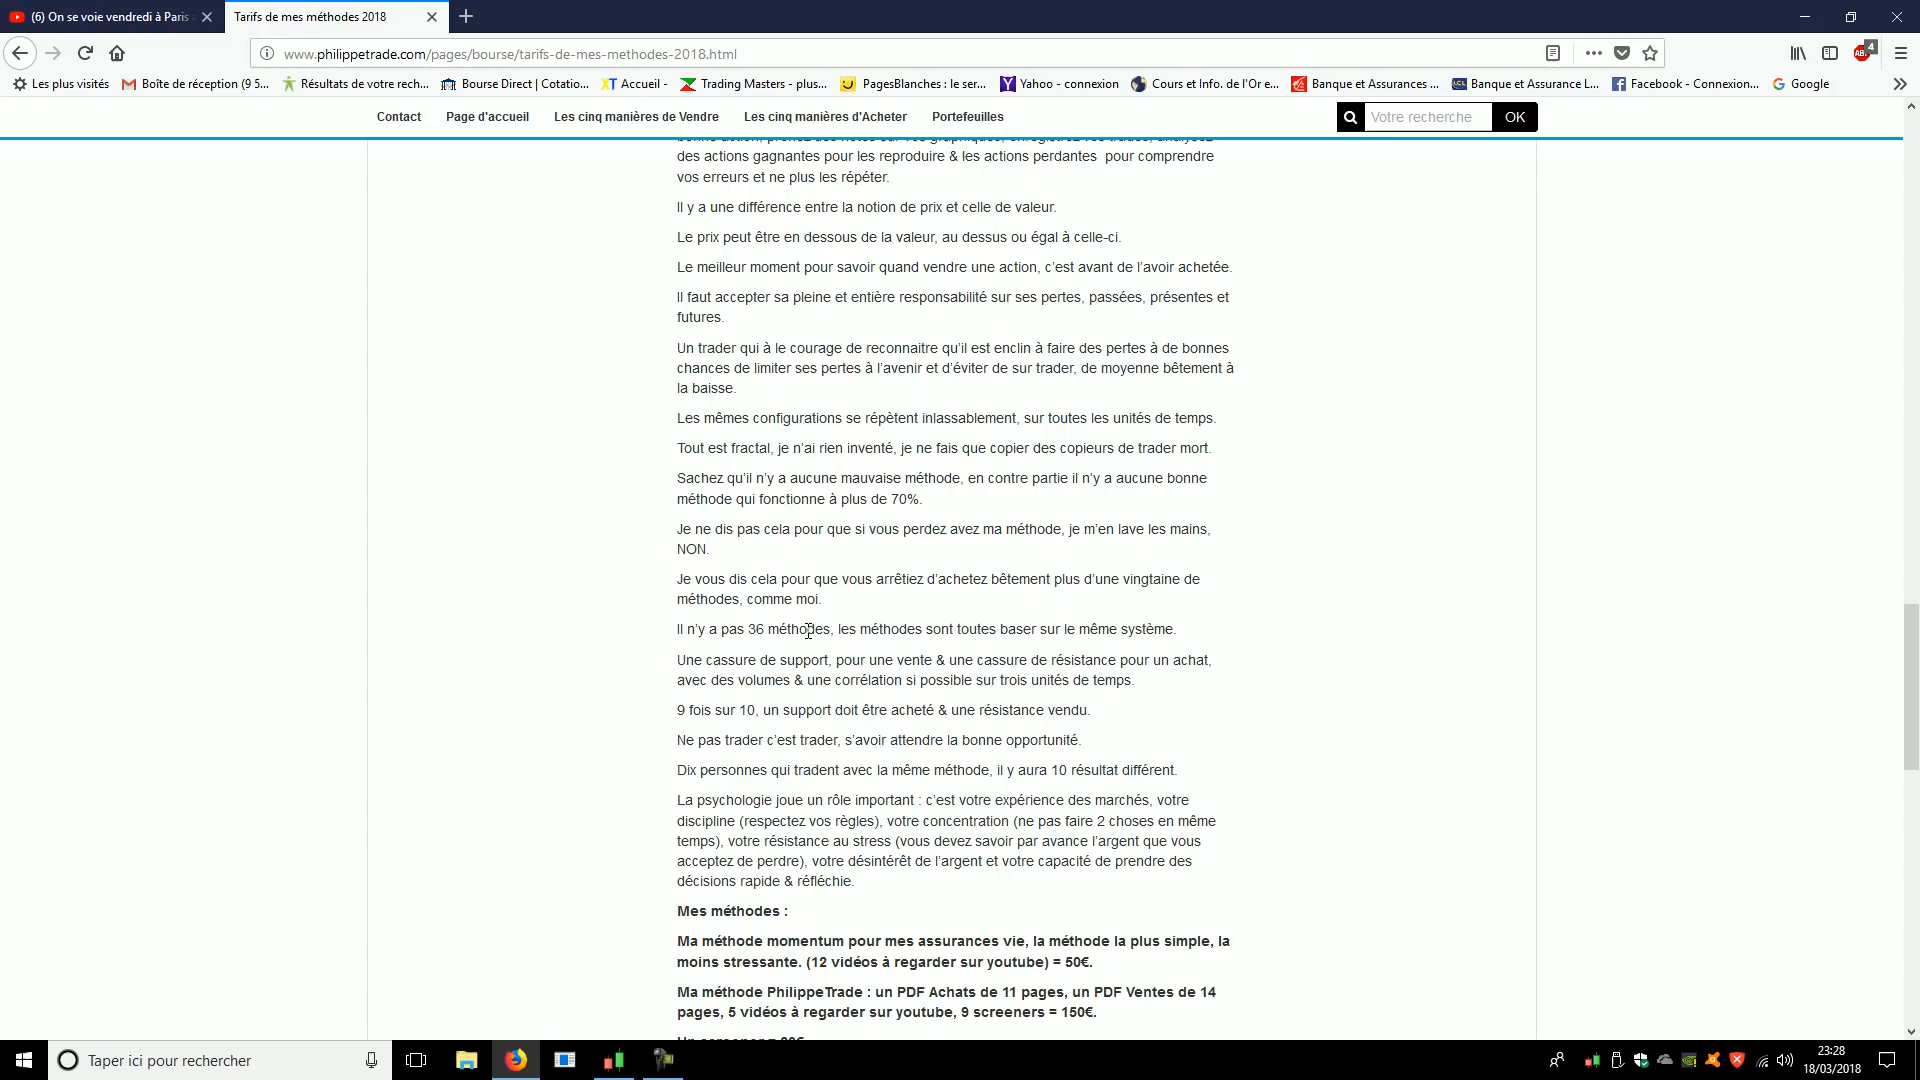 (6) On se voie vendredi à Paris
Tarifs de mes méthodes 2018
www.philippetrade.com/pages/bourse/tarifs-de-mes-methodes-2018.html
4
Les plus visités
Boîte de réception (9 5...
Résultats de votre rech...
Bourse Direct | Cotatio...
Accueil -
Trading Masters - plus...
PagesBlanches : le ser...
Yahoo - connexion
Cours et Info. de l'Or e...
Banque et Assurances ...
Banque et Assurance L...
Facebook - Connexion...
Google
Contact
Page d'accueil
Les cinq manières de Vendre
Les cinq manières d'Acheter
Portefeuilles
Votre recherche
OK
des actions gagnantes pour les reproduire & les actions perdantes  pour comprendre
vos erreurs et ne plus les répéter.
Il y a une différence entre la notion de prix et celle de valeur.
Le prix peut être en dessous de la valeur, au dessus ou égal à celle-ci.
Le meilleur moment pour savoir quand vendre une action, c’est avant de l’avoir achetée.
Il faut accepter sa pleine et entière responsabilité sur ses pertes, passées, présentes et
futures.
Un trader qui à le courage de reconnaitre qu’il est enclin à faire des pertes à de bonnes
chances de limiter ses pertes à l’avenir et d’éviter de sur trader, de moyenne bêtement à
la baisse.
Les mêmes configurations se répètent inlassablement, sur toutes les unités de temps.
Tout est fractal, je n’ai rien inventé, je ne fais que copier des copieurs de trader mort.
Sachez qu’il n’y a aucune mauvaise méthode, en contre partie il n’y a aucune bonne
méthode qui fonctionne à plus de 70%.
Je ne dis pas cela pour que si vous perdez avez ma méthode, je m’en lave les mains,
NON.
Je vous dis cela pour que vous arrêtiez d’achetez bêtement plus d’une vingtaine de
méthodes, comme moi.
Il n’y a pas 36 méthodes, les méthodes sont toutes baser sur le même système.
Une cassure de support, pour une vente & une cassure de résistance pour un achat,
avec des volumes & une corrélation si possible sur trois unités de temps.
9 fois sur 10, un support doit être acheté & une résistance vendu.
Ne pas trader c’est trader, s’avoir attendre la bonne opportunité.
Dix personnes qui tradent avec la même méthode, il y aura 10 résultat différent.
La psychologie joue un rôle important : c’est votre expérience des marchés, votre
discipline (respectez vos règles), votre concentration (ne pas faire 2 choses en même
temps), votre résistance au stress (vous devez savoir par avance l’argent que vous
acceptez de perdre), votre désintérêt de l’argent et votre capacité de prendre des
décisions rapide & réfléchie.
Mes méthodes :
Ma méthode momentum pour mes assurances vie, la méthode la plus simple, la
moins stressante. (12 vidéos à regarder sur youtube) = 50€.
Ma méthode PhilippeTrade : un PDF Achats de 11 pages, un PDF Ventes de 14
pages, 5 vidéos à regarder sur youtube, 9 screeners = 150€.
Taper ici pour rechercher
23:28
18/03/2018